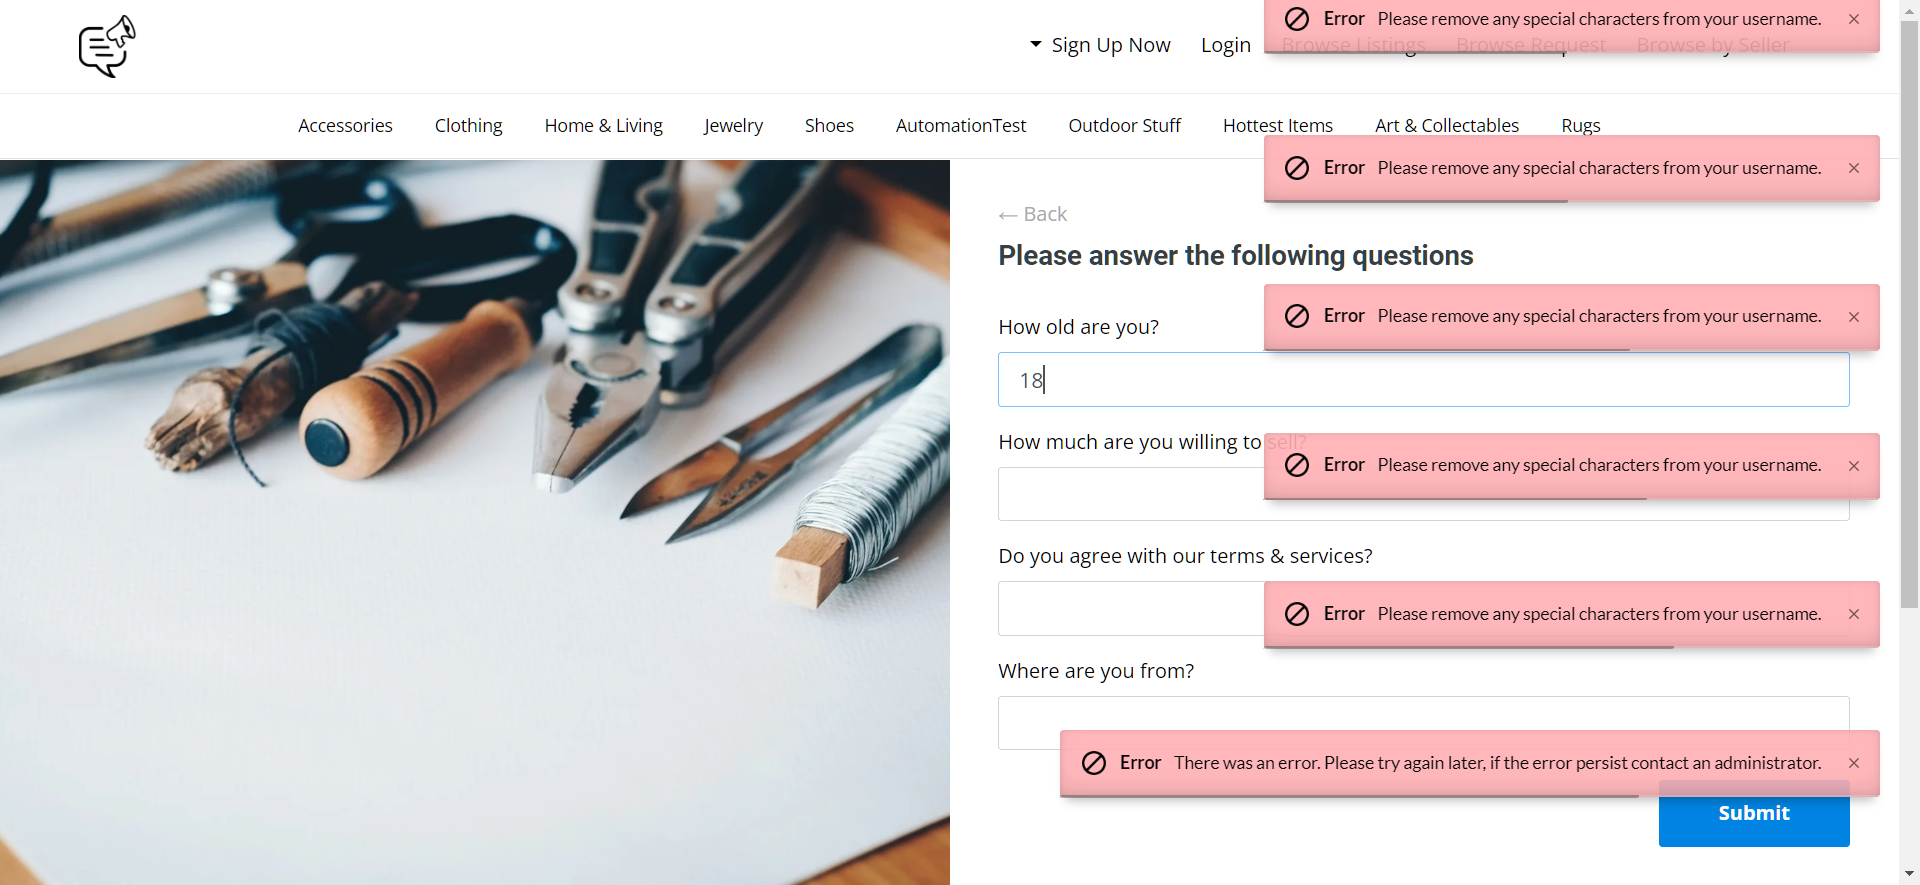 Error Please remove any special characters from your username. ×
Sign Up Now Login Browse Listings Browse Request Browse by Seller
Accessories Clothing Home & Living Jewelry Shoes AutomationTest Outdoor Stuff Hottest Items Art & Collectables Rugs
Error Please remove any special characters from your username. ×
← Back
Please answer the following questions
Error Please remove any special characters from your username. ×
How old are you?
18
How much are you willing to sell?
Error Please remove any special characters from your username. ×
Do you agree with our terms & services?
Error Please remove any special characters from your username. ×
Where are you from?
Error There was an error. Please try again later, if the error persist contact an administrator. ×
Submit